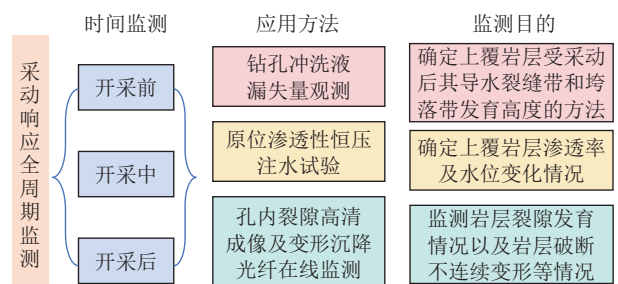 时间监测
应用方法
监测目的
采动响应全周期监测
开采前
开采中
开采后
钻孔冲洗液
漏失量观测
确定上覆岩层受采动
后其导水裂缝带和垮
落带发育高度的方法
原位渗透性恒压
注水试验
确定上覆岩层渗透率
及水位变化情况
孔内裂隙高清
成像及变形沉降
光纤在线监测
监测岩层裂隙发育
情况以及岩层破断
不连续变形等情况